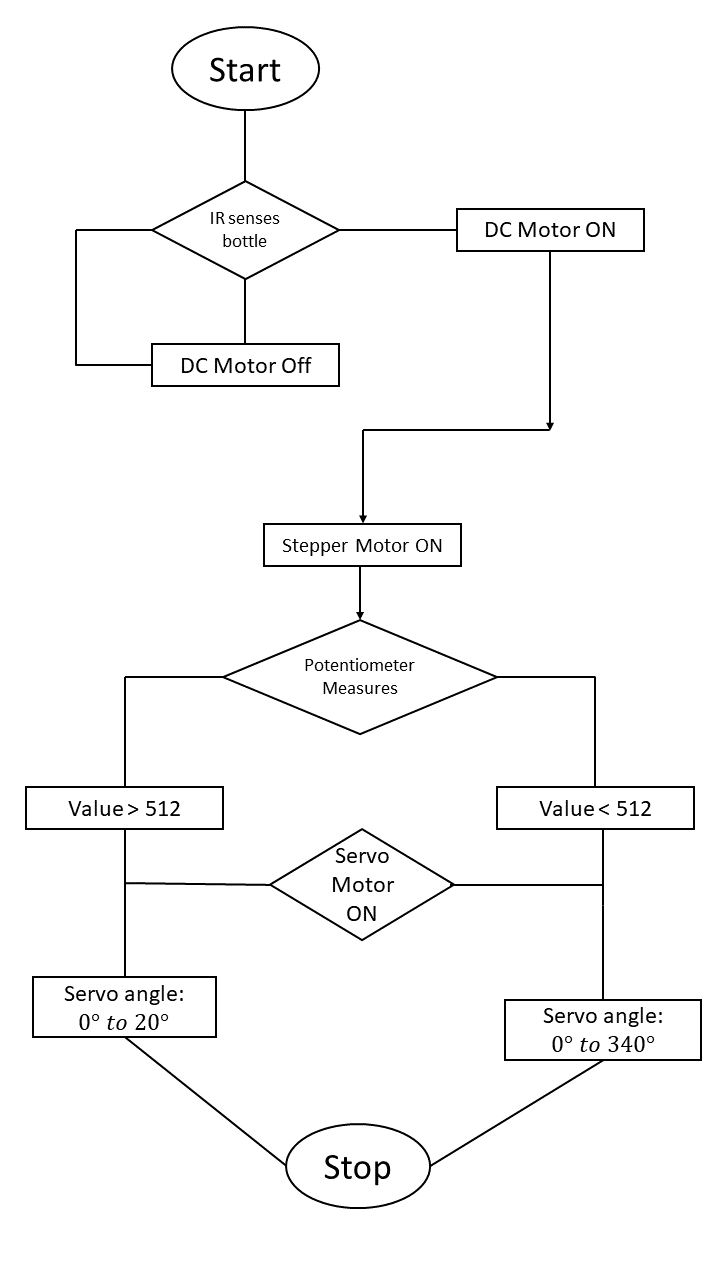 Start
IR senses
bottle
DC Motor ON
DC Motor Off
Stepper Motor ON
Potentiometer
Measures
Value > 512
Value < 512
Servo
Motor
ON
Servo angle:
0° to 20°
Servo angle:
0° to 340°
Stop